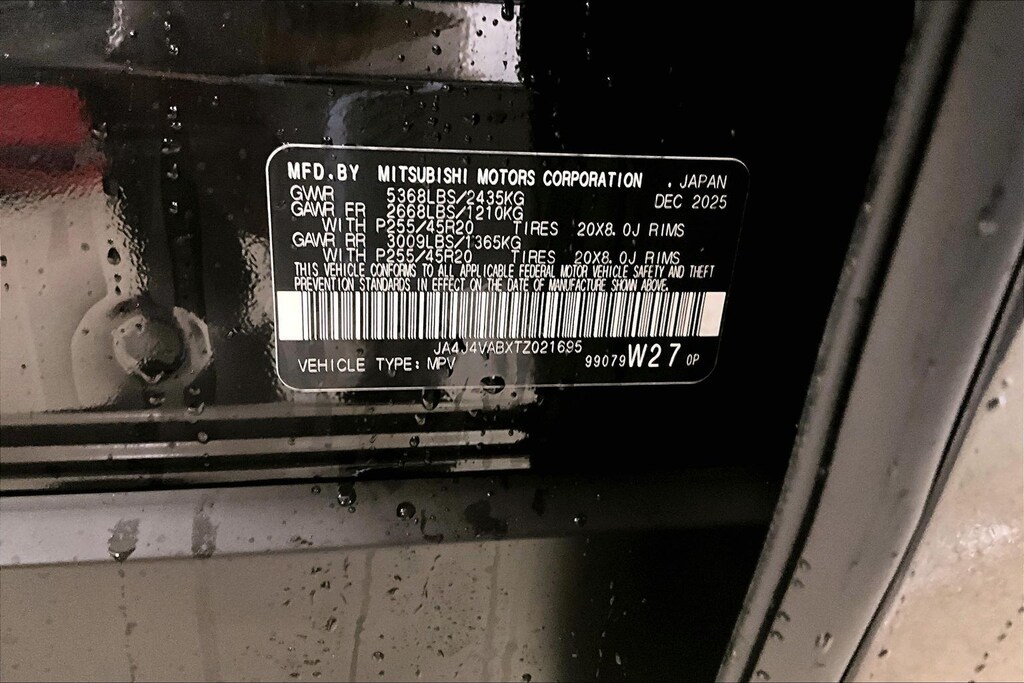 MFD.BY MITSUBISHI MOTORS CORPORATION . JAPAN
GVWR 5368LBS/2435KG DEC 2025
GAWR FR 2668LBS/1210KG
WITH P255/45R20 TIRES 20X8.0J RIMS
GAWR RR 3009LBS/1365KG
WITH P255/45R20 TIRES 20X8.0J RIMS
THIS VEHICLE CONFORMS TO ALL APPLICABLE FEDERAL MOTOR VEHICLE SAFETY AND THEFT
PREVENTION STANDARDS IN EFFECT ON THE DATE OF MANUFACTURE SHOWN ABOVE.
JA4J4VABXTZ021695
VEHICLE TYPE: MPV 99079 W27 0P